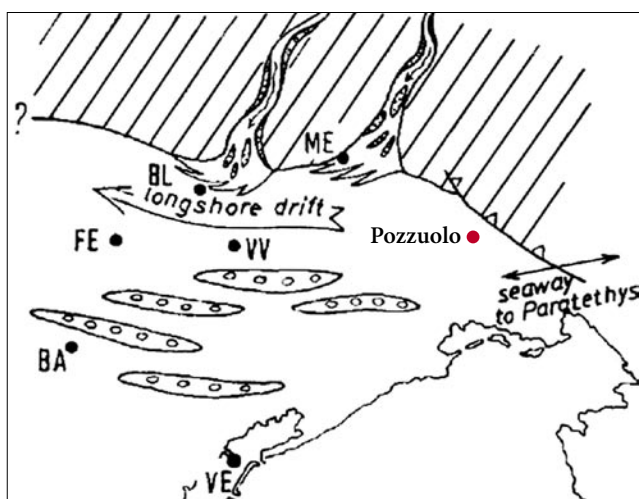 ?
ME
BL
longshore drift
FE
VV
Pozzuolo
seaway
to Paratethys
BA
VE